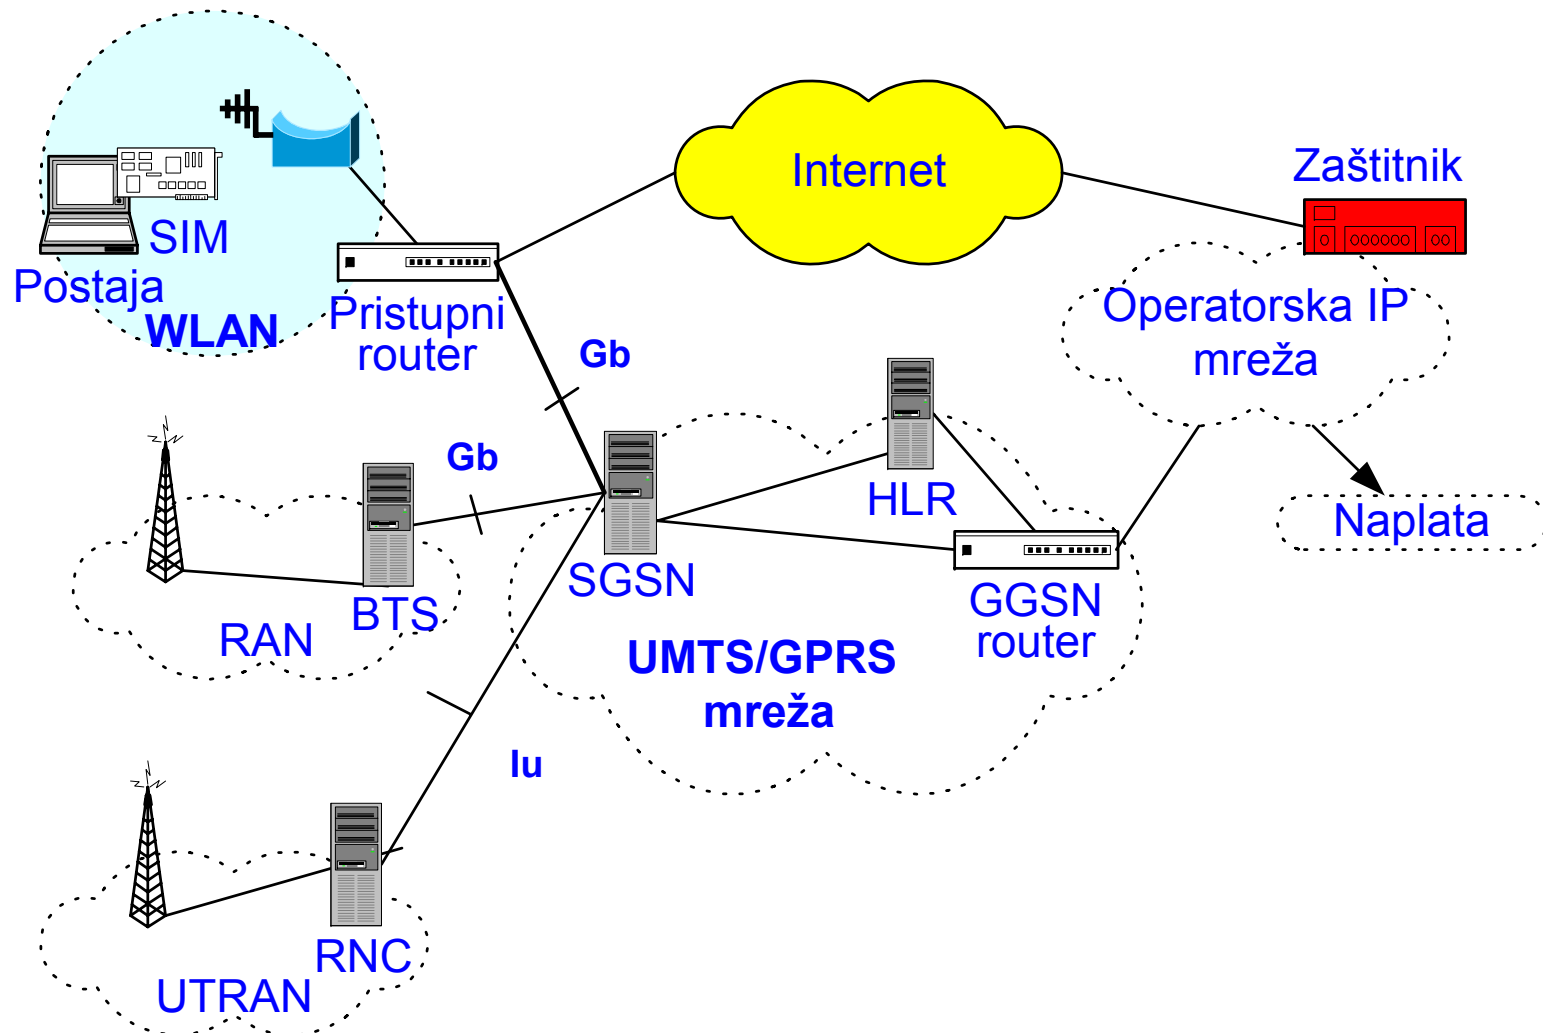 Internet
Zaštitnik
SIM
Postaja
WLAN
Pristupni
router
Operatorska IP
mreža
Gb
Gb
HLR
Naplata
SGSN
BTS
RAN
GGSN
router
UMTS/GPRS
mreža
Iu
RNC
UTRAN